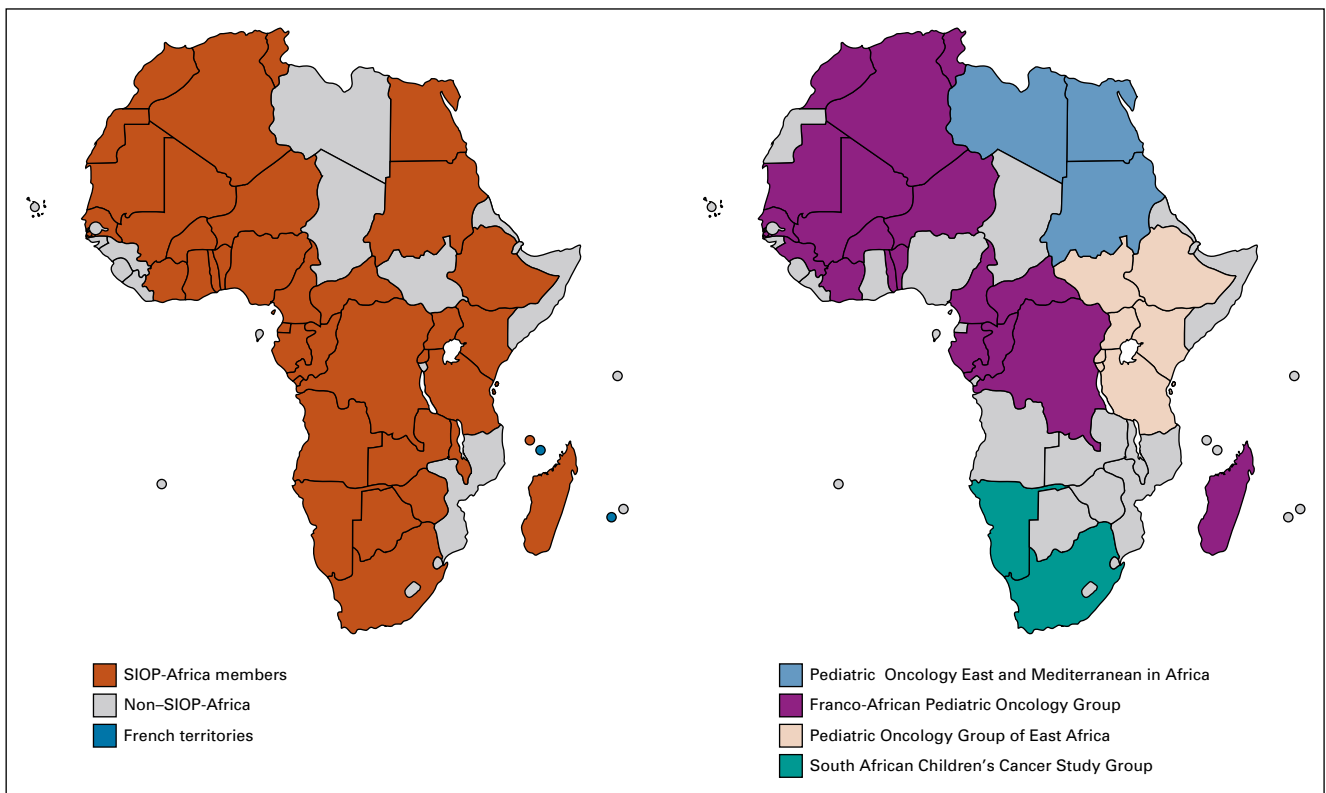 SIOP-Africa members
Non–SIOP-Africa
French territories
Pediatric Oncology East and Mediterranean in Africa
Franco-African Pediatric Oncology Group
Pediatric Oncology Group of East Africa
South African Children's Cancer Study Group